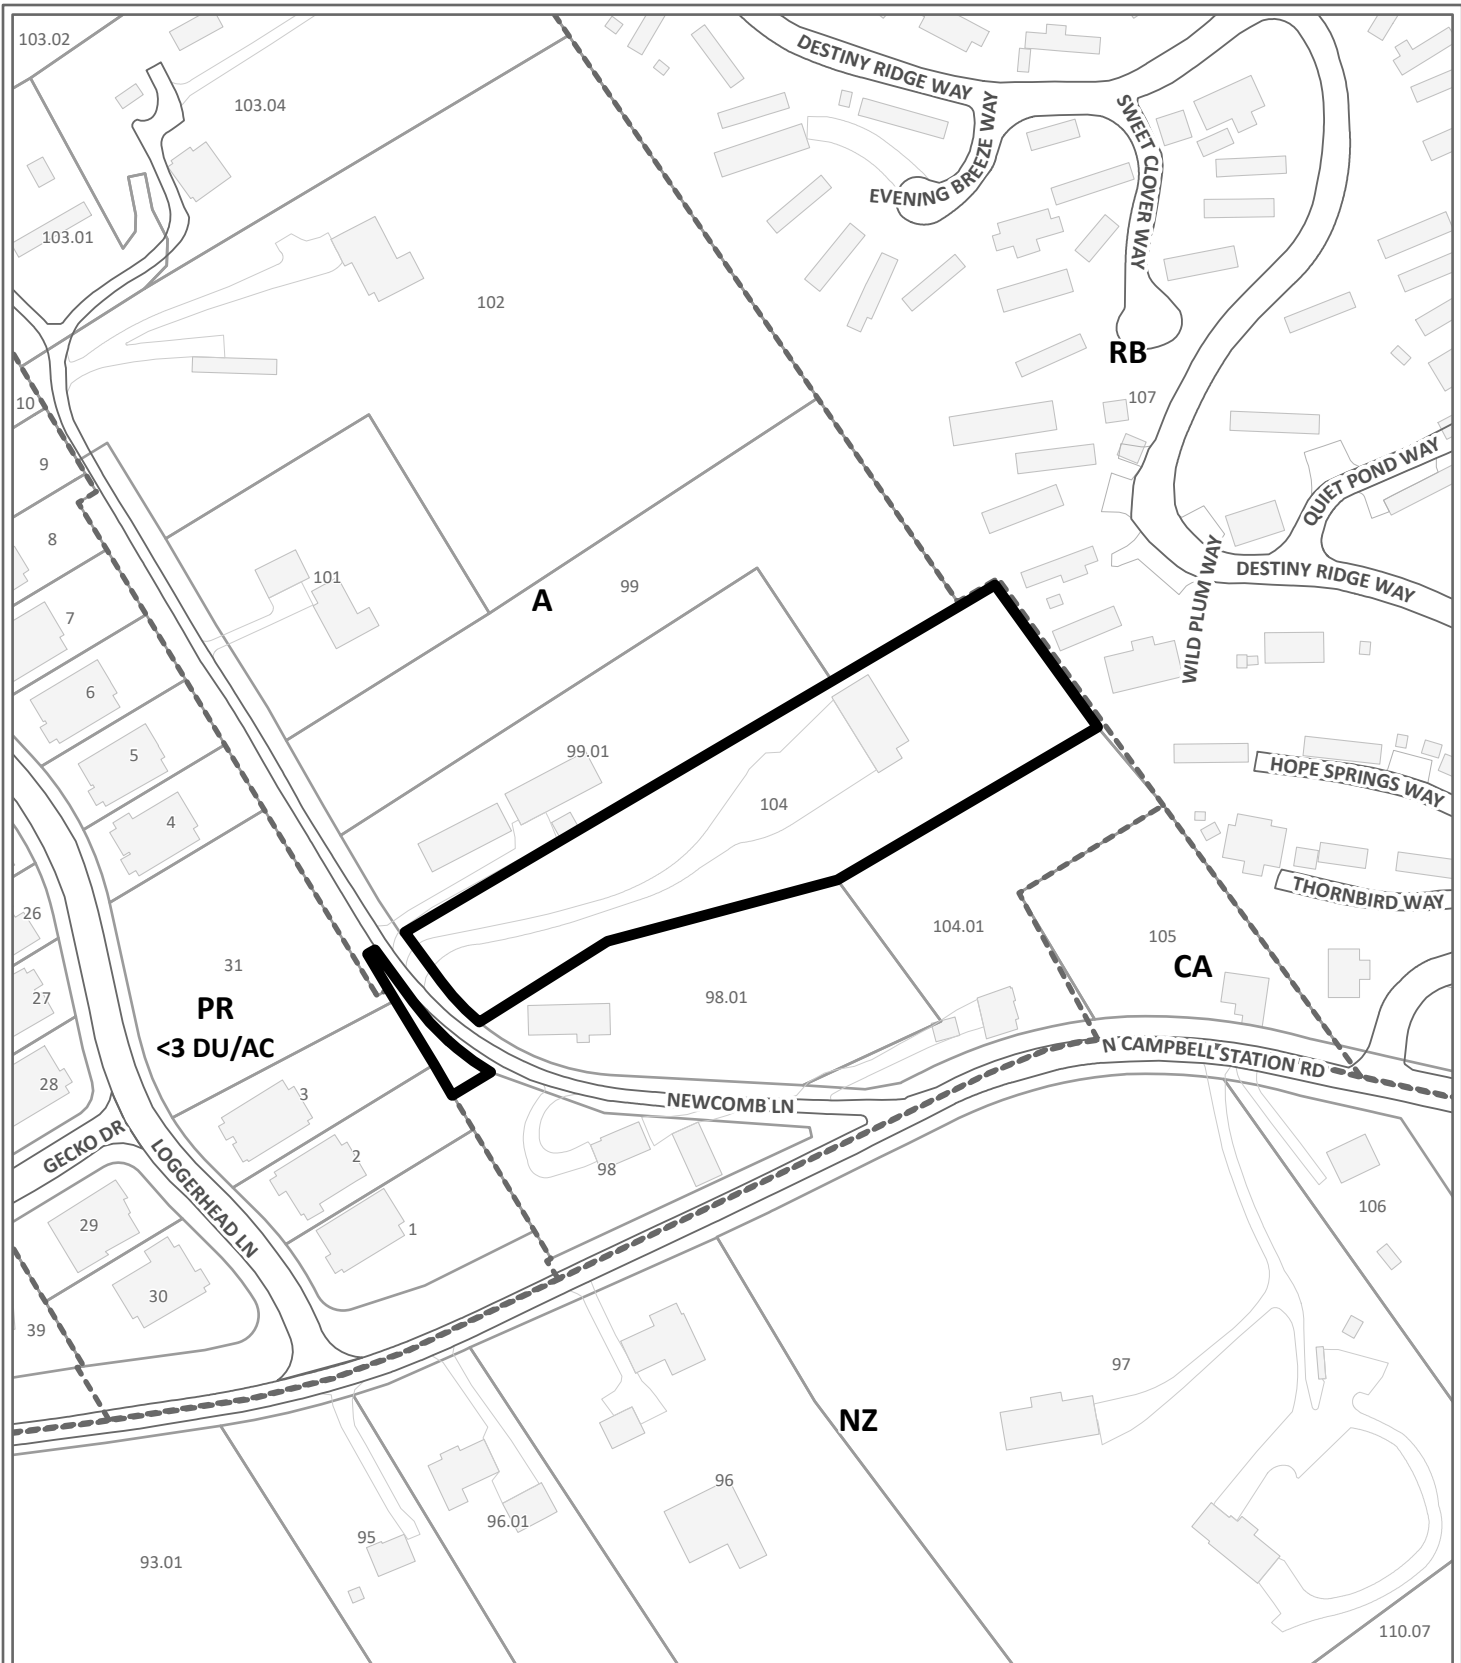 103.02
DESTINY RIDGE WAY
103.04
EVENING BREEZE WAY
SWEET CLOVER WAY
103.01
102
RB
107
10
9
QUIET POND WAY
8
WILD PLUM WAY
DESTINY RIDGE WAY
101
99
A
7
6
5
99.01
HOPE SPRINGS WAY
104
4
THORNBIRD WAY
26
104.01
105
CA
31
27
PR
<3 DU/AC
98.01
N CAMPBELL STATION RD
28
3
NEWCOMB LN
GECKO DR
LOGGERHEAD LN
2
98
106
29
1
30
39
97
NZ
96
96.01
95
93.01
110.07